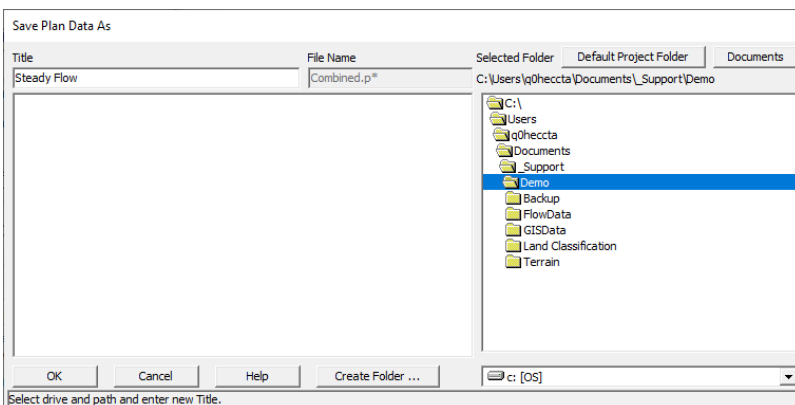 Save Plan Data As
Title File Name Selected Folder Default Project Folder Documents
Steady Flow Combined.p* C:\Users\q0heccta\Documents\_Support\Demo
C:\
Users
q0heccta
Documents
_Support
Demo
Backup
FlowData
GISData
Land Classification
Terrain
OK Cancel Help Create Folder ... c: [OS]
Select drive and path and enter new Title.